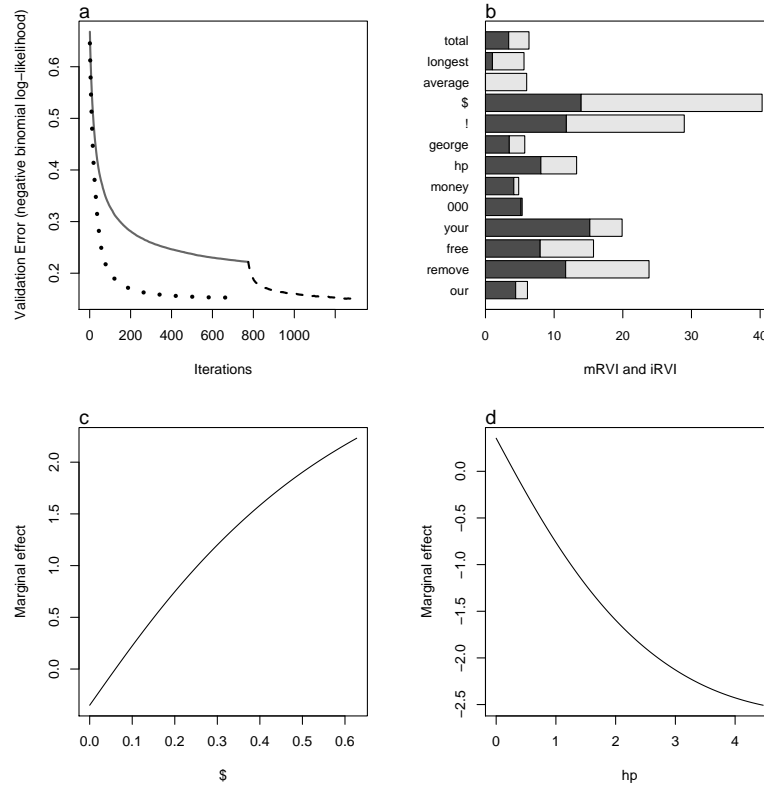 a
Validation Error (negative binomial log−likelihood)
0.6
0.5
0.4
0.3
0.2
0 200 400 600 800 1000
Iterations
b
total
longest
average
$
!
george
hp
money
000
your
free
remove
our
0 10 20 30 40
mRVI and iRVI
c
Marginal effect
2.0
1.5
1.0
0.5
0.0
0.0 0.1 0.2 0.3 0.4 0.5 0.6
$
d
Marginal effect
0.0
−0.5
−1.0
−1.5
−2.0
−2.5
0 1 2 3 4
hp